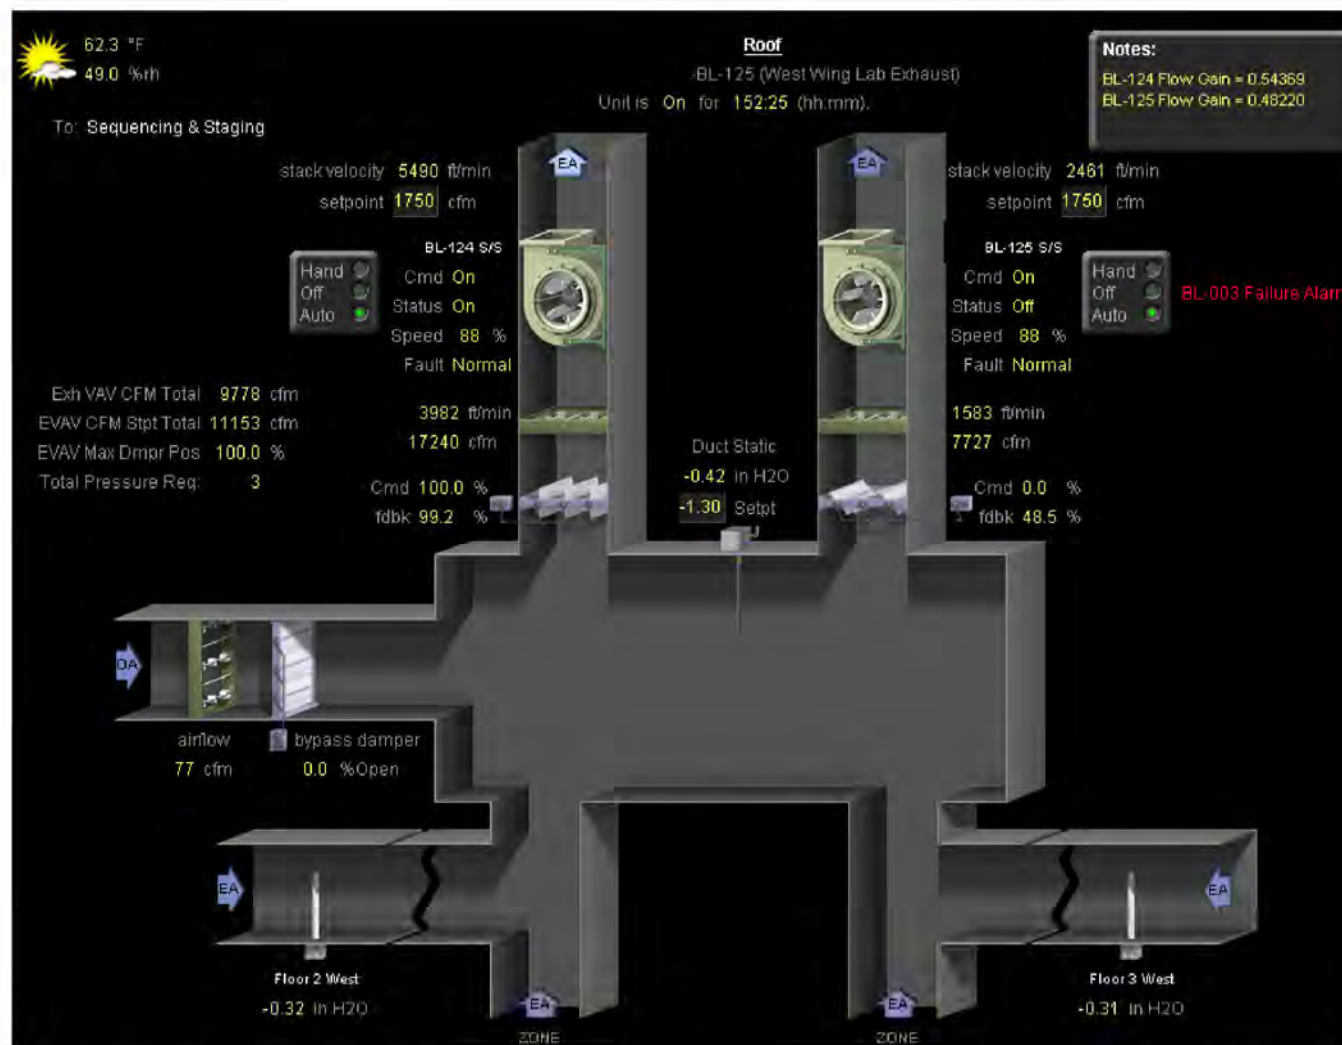 62.3 °F
49.0 %rh
To: Sequencing & Staging
Roof
-BL-125 (West Wing Lab Exhaust)
Unit is On for 152:25 (hh:mm).
Notes:
BL-124 Flow Gain = 0.54369
BL-125 Flow Gain = 0.48220
EA
stack velocity 5490 ft/min
setpoint 1750 cfm
BL-124 S/S
Hand
Off
Auto
Cmd On
Status On
Speed 88 %
Fault Normal
EA
stack velocity 2461 ft/min
setpoint 1750 cfm
BL-125 S/S
Cmd On
Status Off
Speed 88 %
Fault Normal
Hand
Off
Auto
BL-003 Failure Alarm
Exh VAV CFM Total 9778 cfm
EVAV CFM Stpt Total 11153 cfm
EVAV Max Dmpr Pos 100.0 %
Total Pressure Req: 3
3982 ft/min
17240 cfm
Cmd 100.0 %
fdbk 99.2 %
Duct Static
-0.42 in H2O
-1.30 Setpt
1583 ft/min
7727 cfm
Cmd 0.0 %
fdbk 48.5 %
OA
airflow
77 cfm
bypass damper
0.0 %Open
EA
Floor 2 West
-0.32 in H2O
EA
ZONE
EA
ZONE
EA
Floor 3 West
-0.31 in H2O